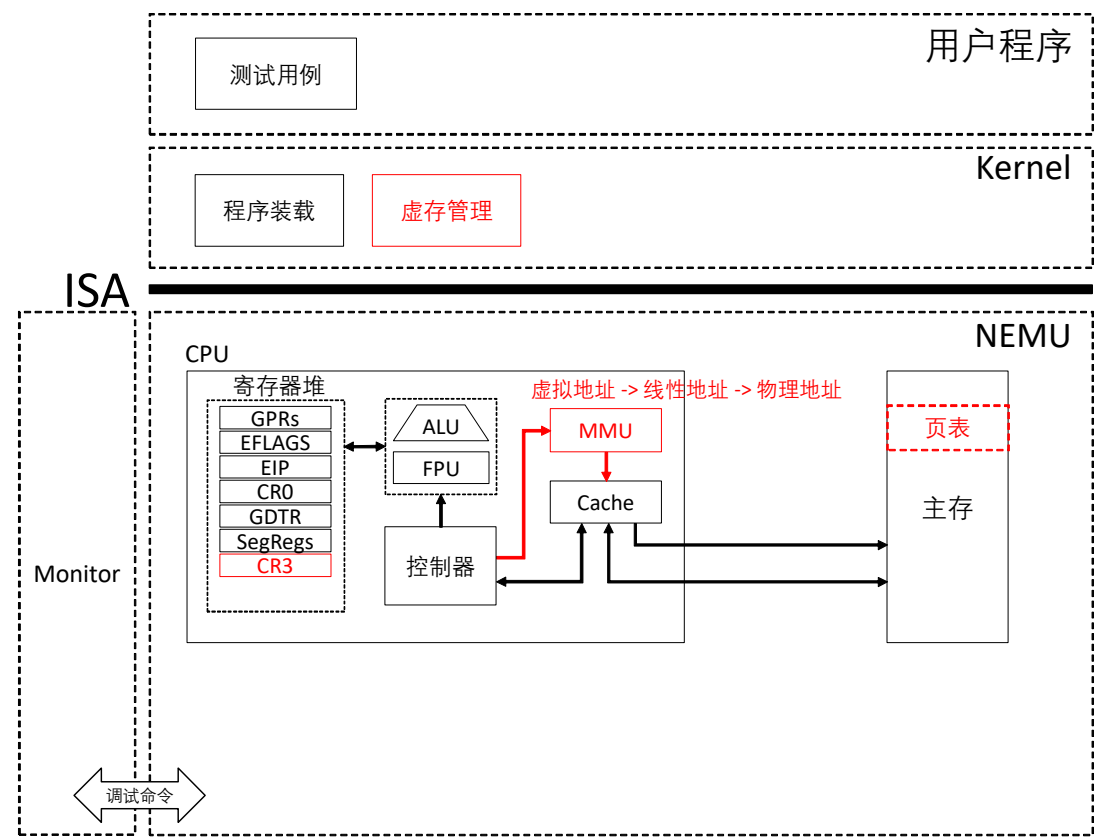 用户程序
测试用例
Kernel
程序装载
虚存管理
ISA
NEMU
CPU
寄存器堆
虚拟地址 -> 线性地址 -> 物理地址
GPRs
EFLAGS
EIP
CR0
GDTR
SegRegs
CR3
ALU
FPU
控制器
MMU
Cache
页表
主存
Monitor
调试命令